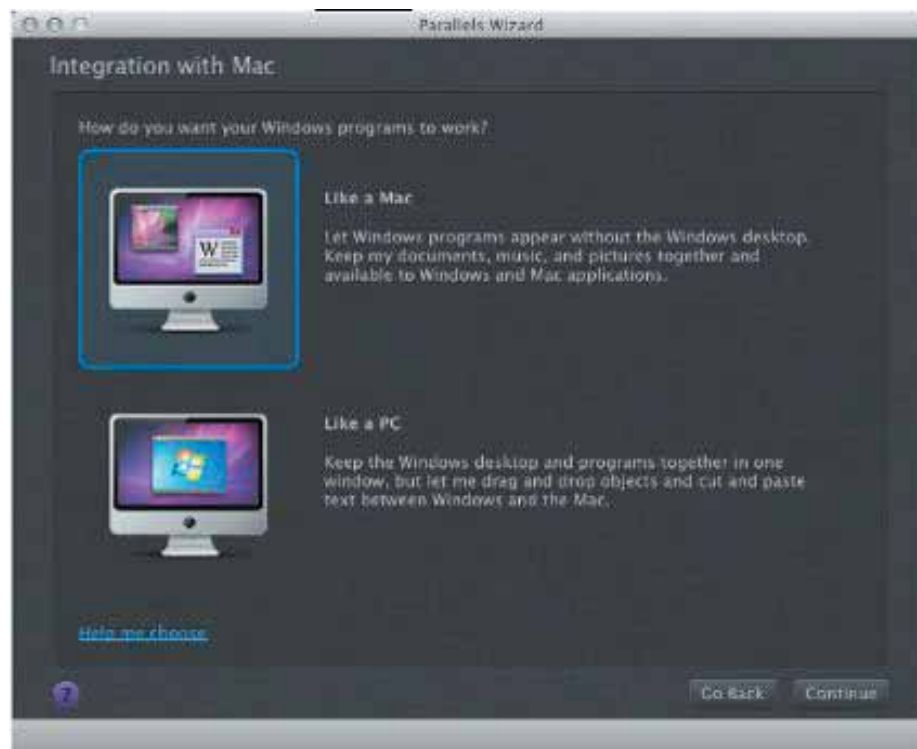 Parallels Wizard
Integration with Mac
How do you want your Windows programs to work?
Like a Mac
Let Windows programs appear without the Windows desktop.
Keep my documents, music, and pictures together and
available to Windows and Mac applications.
W
Like a PC
Keep the Windows desktop and programs together in one
window, but let me drag and drop objects and cut and paste
text between Windows and the Mac.
Help me choose
?
Go Back
Continue